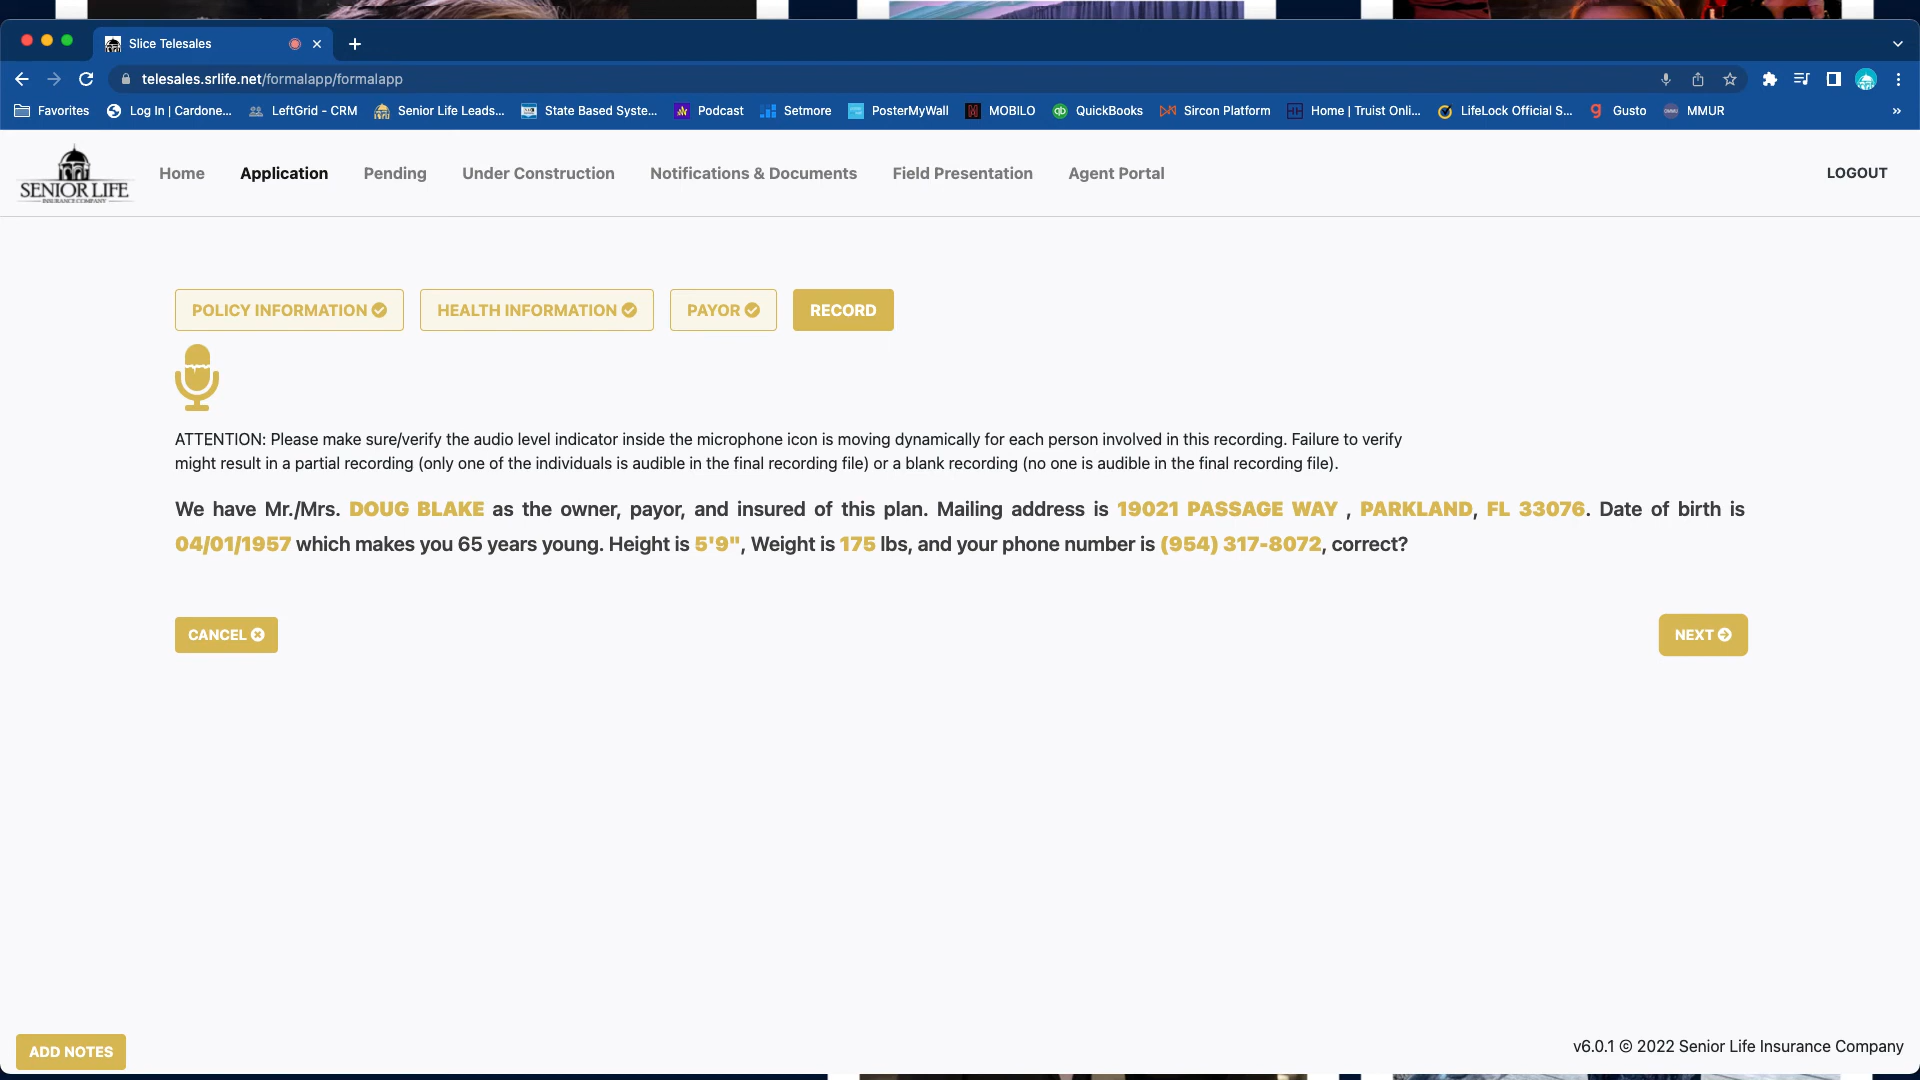 Slice Telesales
telesales.srlife.net/formalapp/formalapp
Favorites Log In | Cardone... LeftGrid - CRM Senior Life Leads... State Based Syste... Podcast Setmore PosterMyWall MOBILO QuickBooks Sircon Platform Home | Truist Onli... LifeLock Official S... Gusto MMUR »
SENIOR LIFE
INSURANCE COMPANY
Home Application Pending Under Construction Notifications & Documents Field Presentation Agent Portal LOGOUT
POLICY INFORMATION HEALTH INFORMATION PAYOR RECORD
ATTENTION: Please make sure/verify the audio level indicator inside the microphone icon is moving dynamically for each person involved in this recording. Failure to verify
might result in a partial recording (only one of the individuals is audible in the final recording file) or a blank recording (no one is audible in the final recording file).
We have Mr./Mrs. DOUG BLAKE as the owner, payor, and insured of this plan. Mailing address is 19021 PASSAGE WAY , PARKLAND, FL 33076. Date of birth is
04/01/1957 which makes you 65 years young. Height is 5'9", Weight is 175 lbs, and your phone number is (954) 317-8072, correct?
CANCEL NEXT
ADD NOTES
v6.0.1 © 2022 Senior Life Insurance Company